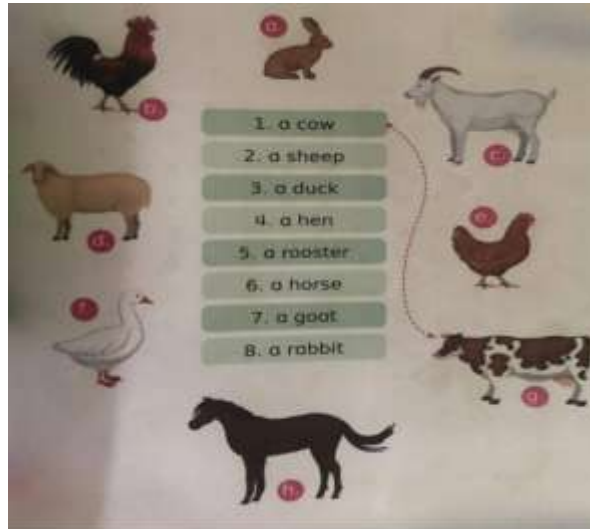 a.
b.
c.
1. a cow
2. a sheep
3. a duck
4. a hen
5. a rooster
6. a horse
7. a goat
8. a rabbit
d.
e.
f.
g.
h.